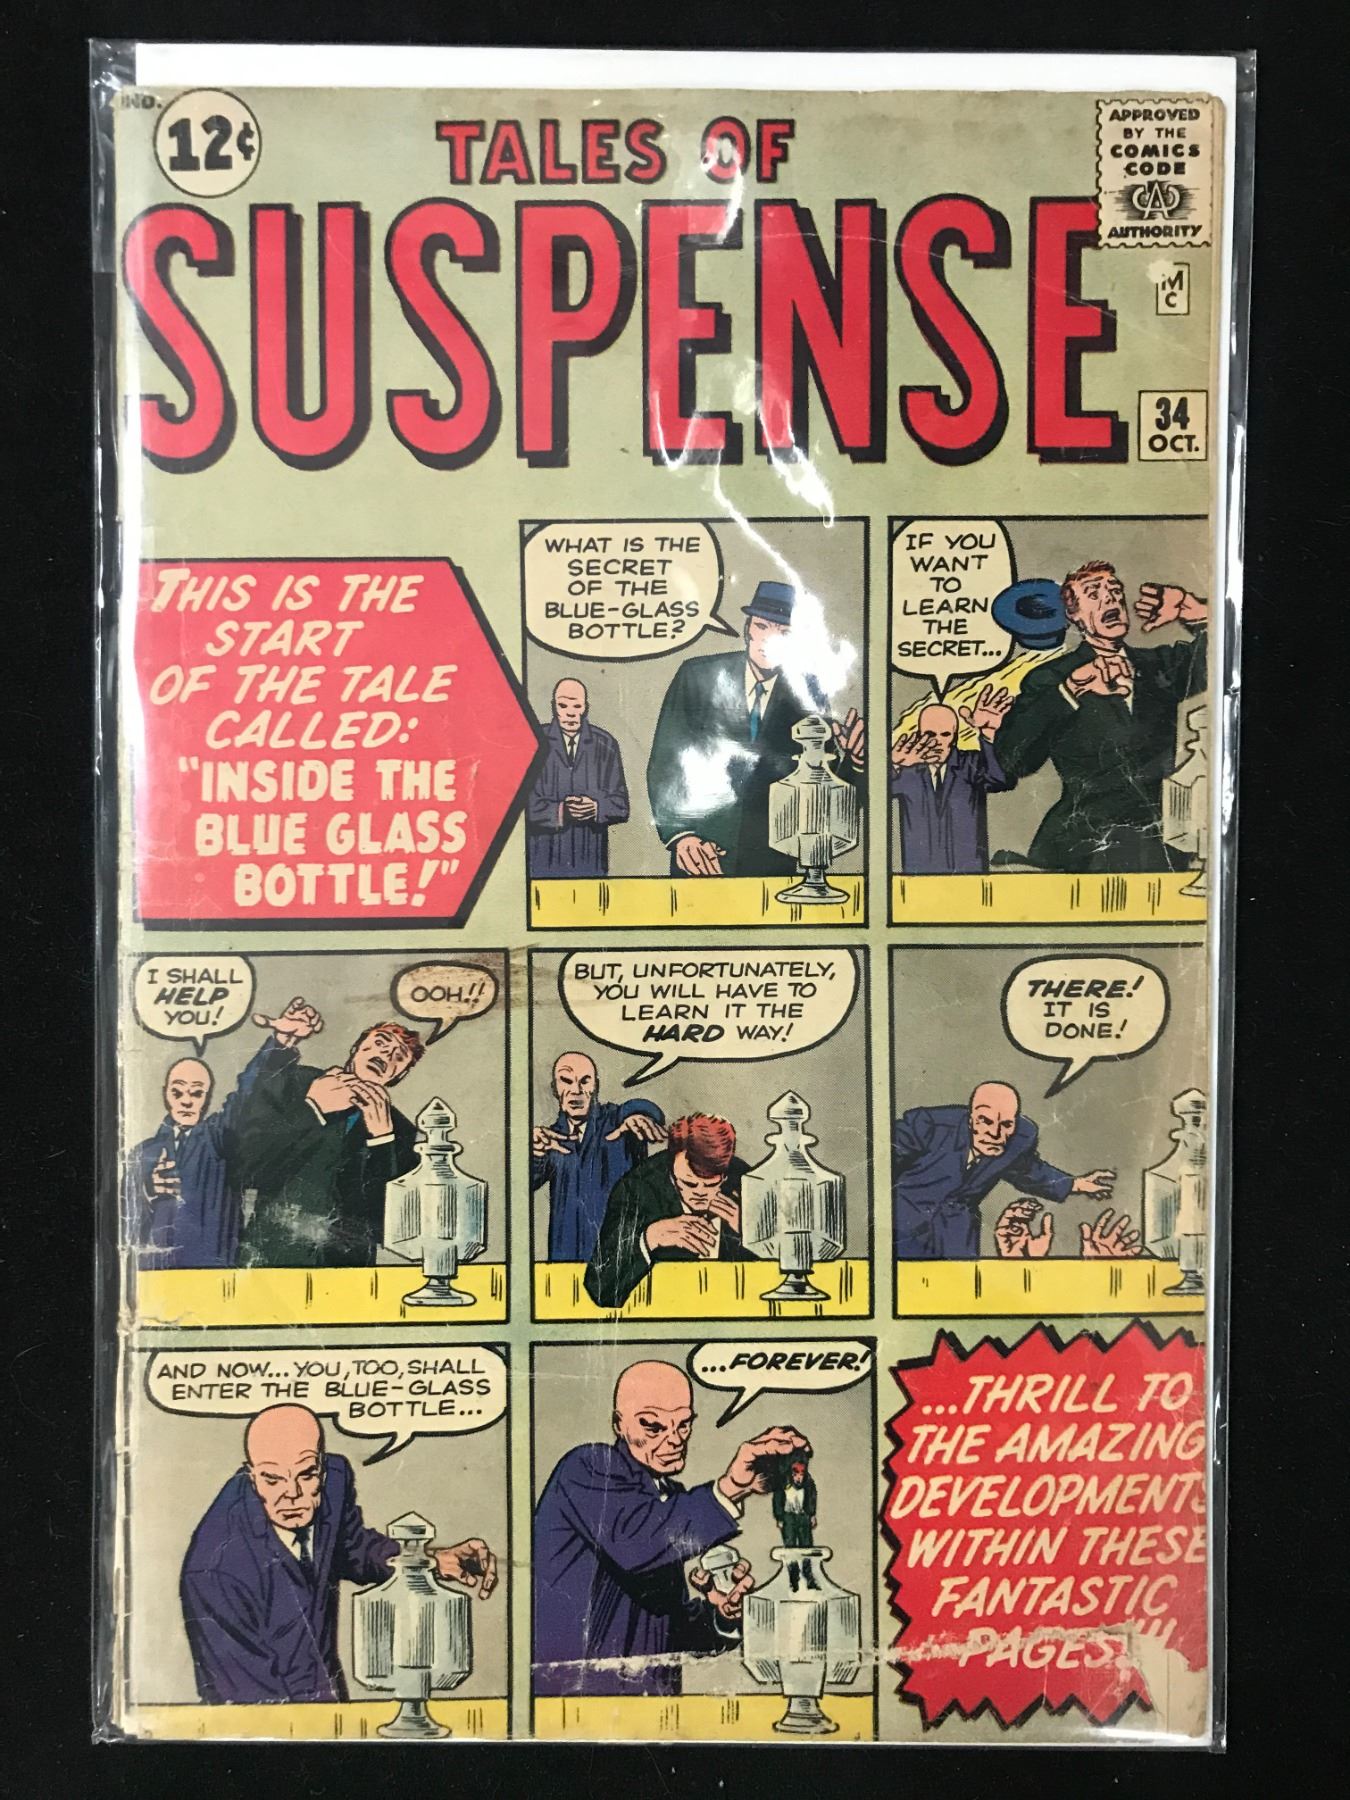 IND.
12¢
TALES OF
SUSPENSE
APPROVED
BY THE
COMICS
CODE
CA
AUTHORITY
MC
34
OCT.
THIS IS THE
START
OF THE TALE
CALLED:
"INSIDE THE
BLUE GLASS
BOTTLE!"
WHAT IS THE
SECRET
OF THE
BLUE-GLASS
BOTTLE?
IF YOU
WANT
TO
LEARN
THE
SECRET...
I SHALL
HELP
YOU!
OOH!!
BUT, UNFORTUNATELY,
YOU WILL HAVE TO
LEARN IT THE
HARD WAY!
THERE!
IT IS
DONE!
AND NOW... YOU, TOO, SHALL
ENTER THE BLUE-GLASS
BOTTLE...
...FOREVER!
...THRILL TO
THE AMAZING
DEVELOPMENTS
WITHIN THESE
FANTASTIC
PAGES!!!!